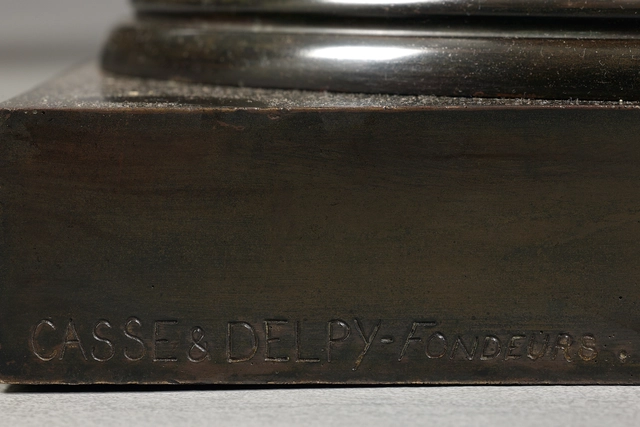 CASSE & DELPY - FONDEURS.